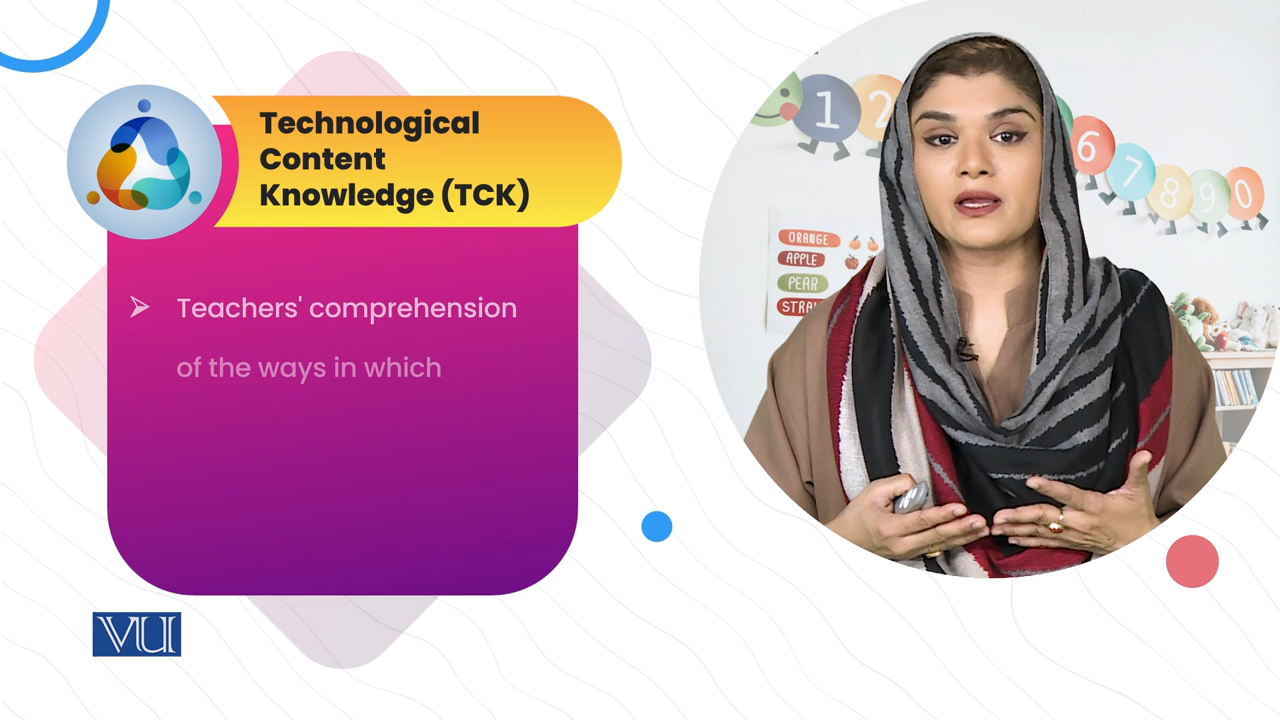 Technological
Content
Knowledge (TCK)
Teachers' comprehension
of the ways in which
VU
1 2
6 7 8 9 0
ORANGE
APPLE
PEAR
STRA